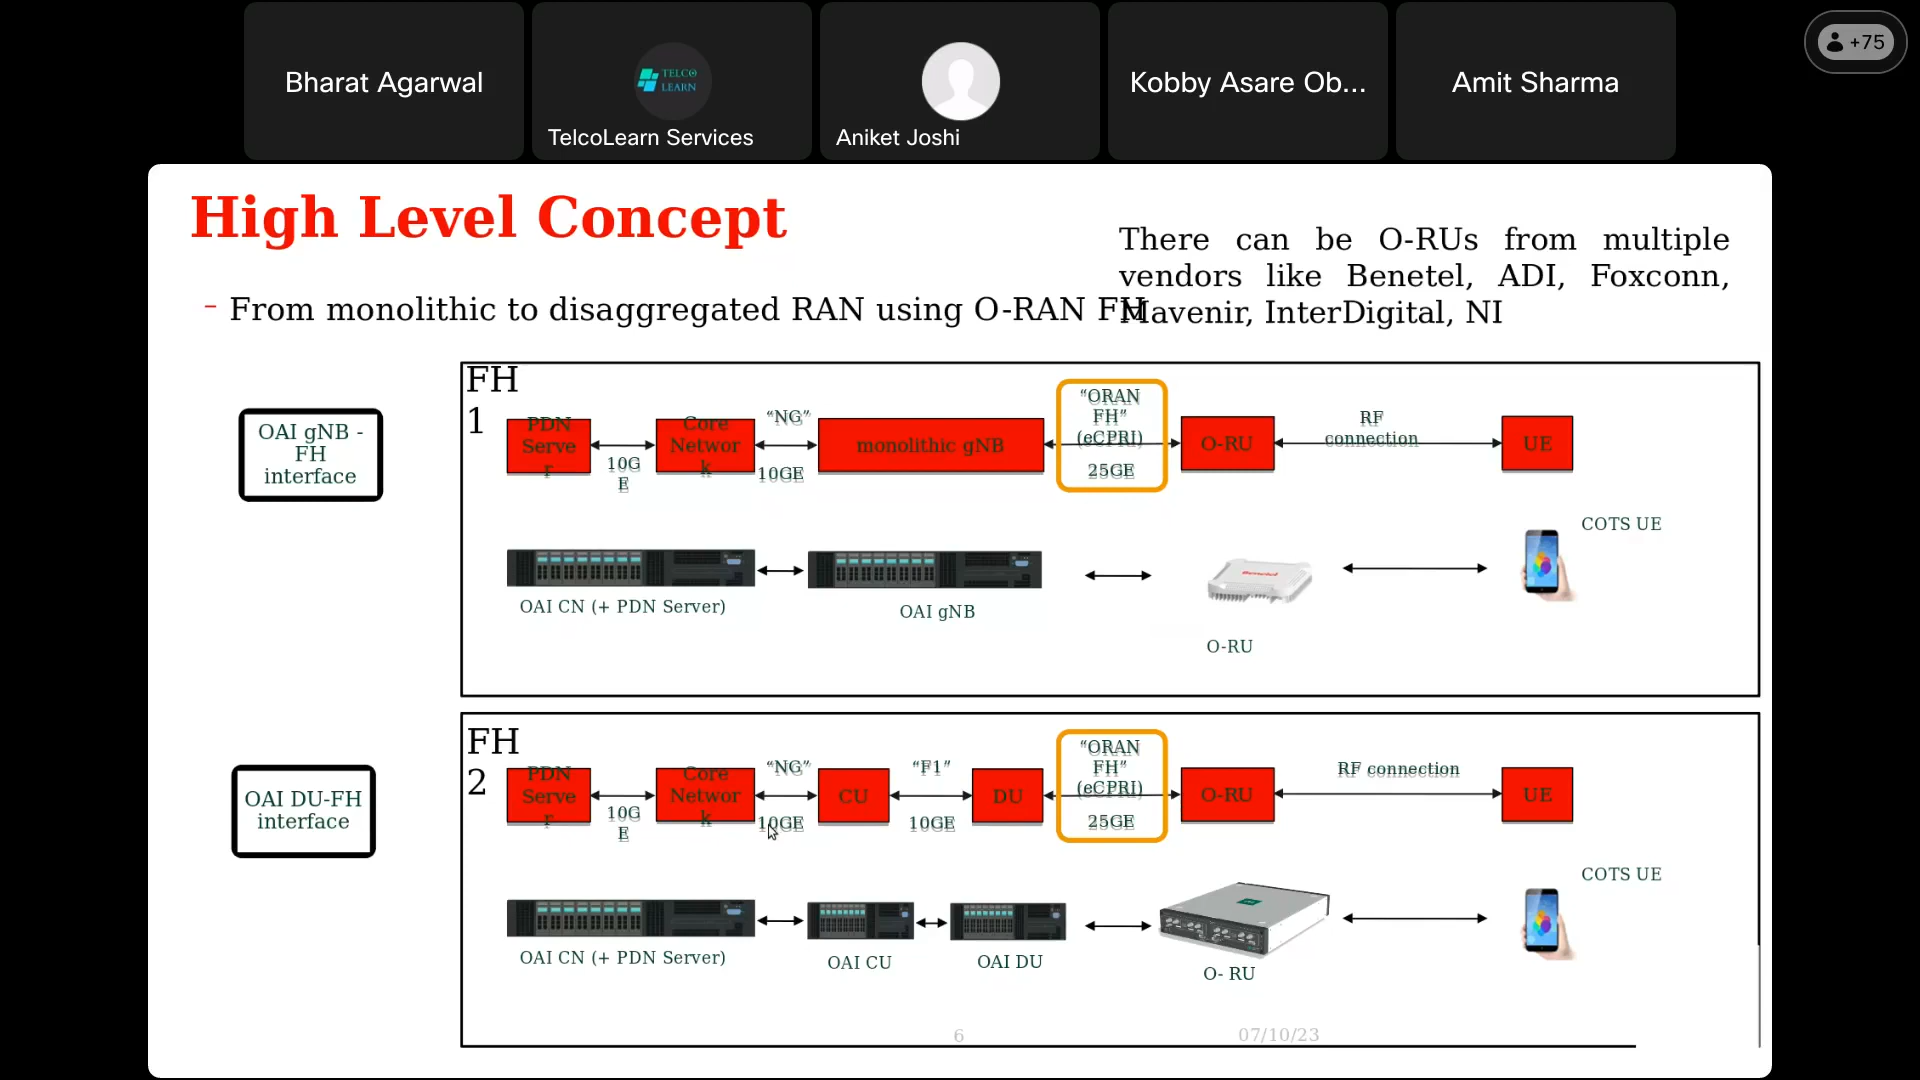 Bharat Agarwal
TELCO
LEARN
TelcoLearn Services
Aniket Joshi
Kobby Asare Ob...
Amit Sharma
+75
High Level Concept
There can be O-RUs from multiple
vendors like Benetel, ADI, Foxconn,
Mavenir, InterDigital, NI
– From monolithic to disaggregated RAN using O-RAN FH
OAI gNB -
FH
interface
FH
1
PDN
Serve
r
10G
E
Core
Networ
k
“NG”
10GE
monolithic gNB
“ORAN
FH”
(eCPRI)
25GE
O-RU
RF
connection
UE
OAI CN (+ PDN Server)
OAI gNB
Benetel
O-RU
COTS UE
OAI DU-FH
interface
FH
2
PDN
Serve
r
10G
E
Core
Networ
k
“NG”
10GE
CU
“F1”
10GE
DU
“ORAN
FH”
(eCPRI)
25GE
O-RU
RF connection
UE
OAI CN (+ PDN Server)
OAI CU
OAI DU
O- RU
COTS UE
6
07/10/23